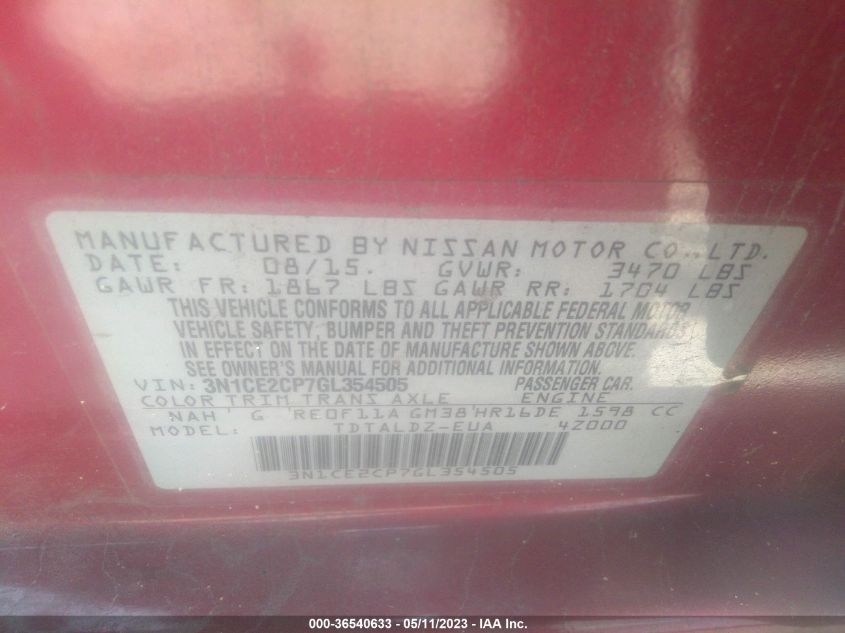 MANUFACTURED BY NISSAN MOTOR CO., LTD.
DATE: 08/15. GVWR: 3470 LBS
GAWR FR: 1867 LBS GAWR RR: 1704 LBS
THIS VEHICLE CONFORMS TO ALL APPLICABLE FEDERAL MOTOR
VEHICLE SAFETY, BUMPER AND THEFT PREVENTION STANDARDS
IN EFFECT ON THE DATE OF MANUFACTURE SHOWN ABOVE.
SEE OWNER'S MANUAL FOR ADDITIONAL INFORMATION.
VIN: 3N1CE2CP7GL354505 PASSENGER CAR.
COLOR TRIM TRANS AXLE ENGINE
NAH G RE0F11A GM38 HR16DE 1598 CC
MODEL: TDTALDZ-EUA 4Z000
3N1CE2CP7GL354505
000-36540633 - 05/11/2023 - IAA Inc.